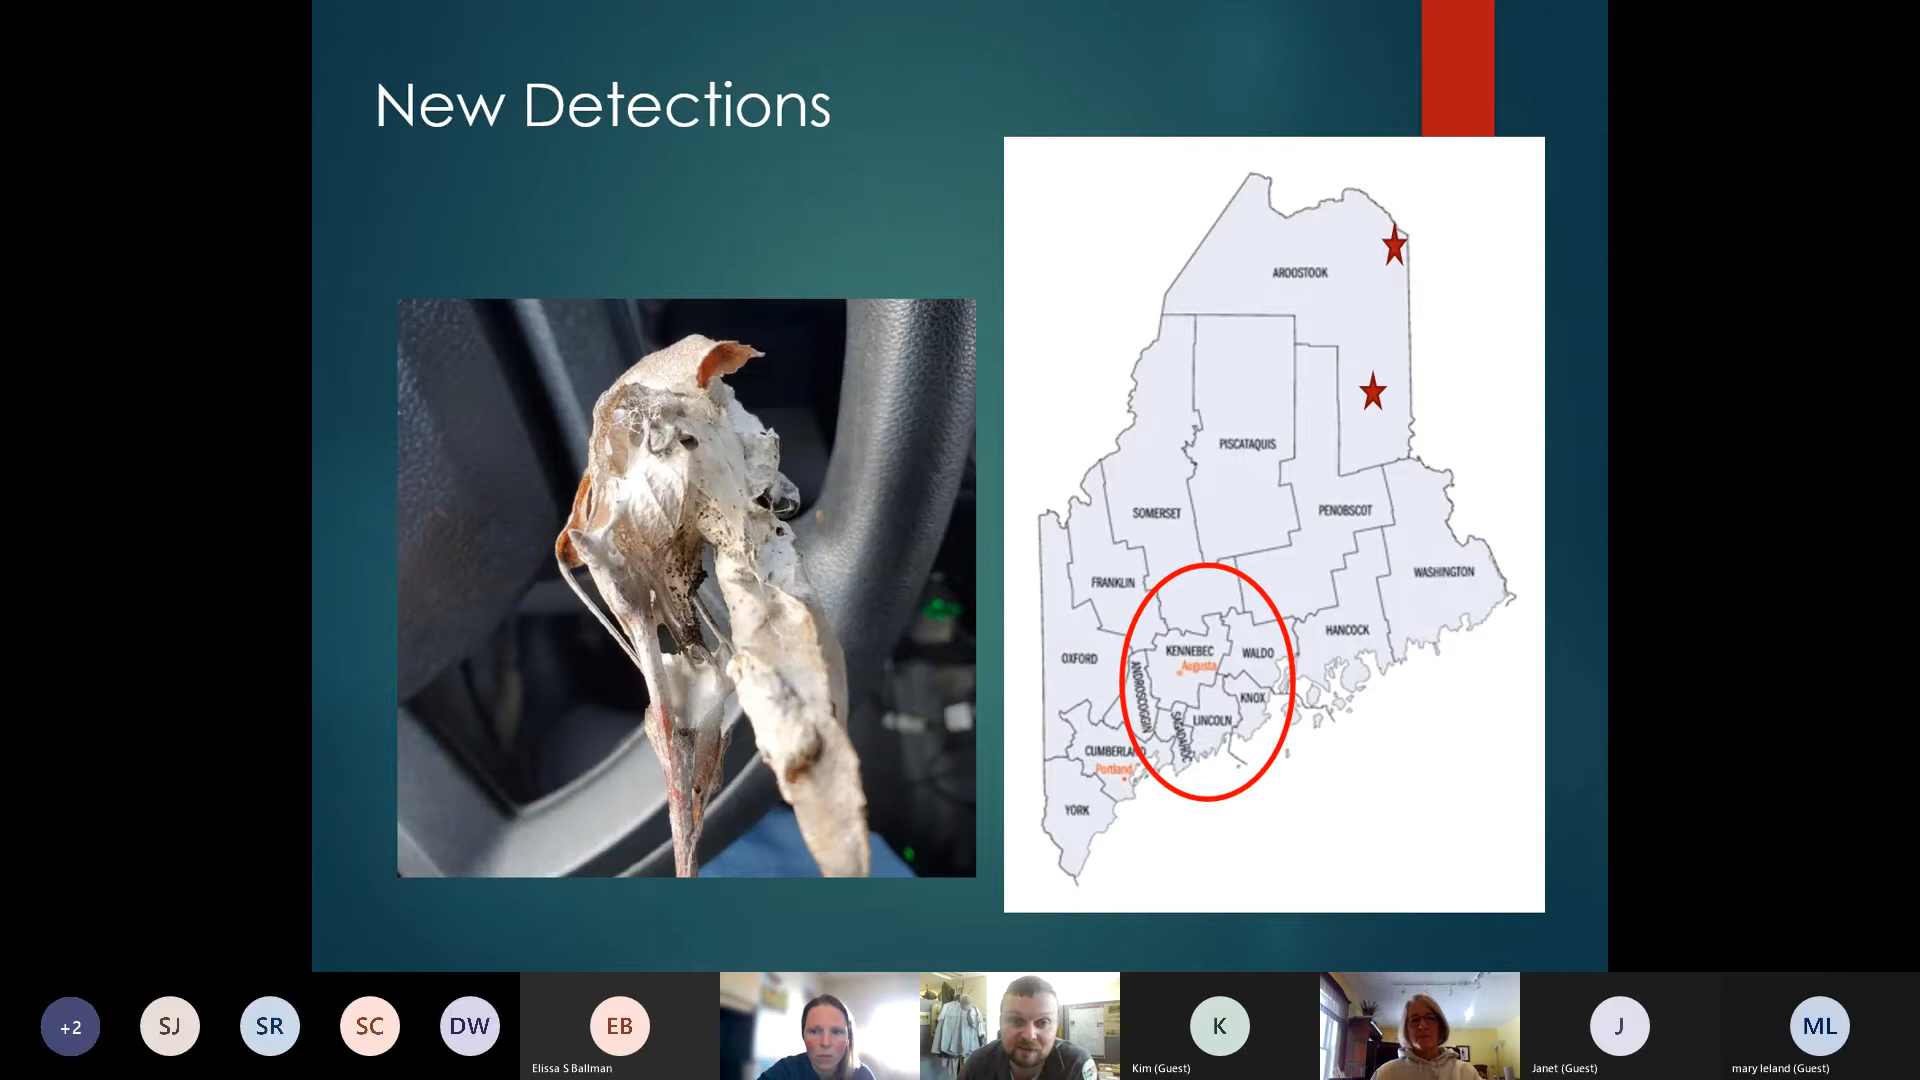 New Detections
AROOSTOOK
PISCATAQUIS
SOMERSET
PENOBSCOT
FRANKLIN
WASHINGTON
HANCOCK
OXFORD
KENNEBEC
WALDO
Augusta
ANDROSCOGGIN
KNOX
LINCOLN
SAGADAHOC
CUMBERLAND
Portland
YORK
+2
SJ
SR
SC
DW
EB
Elissa S Ballman
K
Kim (Guest)
J
Janet (Guest)
ML
mary leland (Guest)